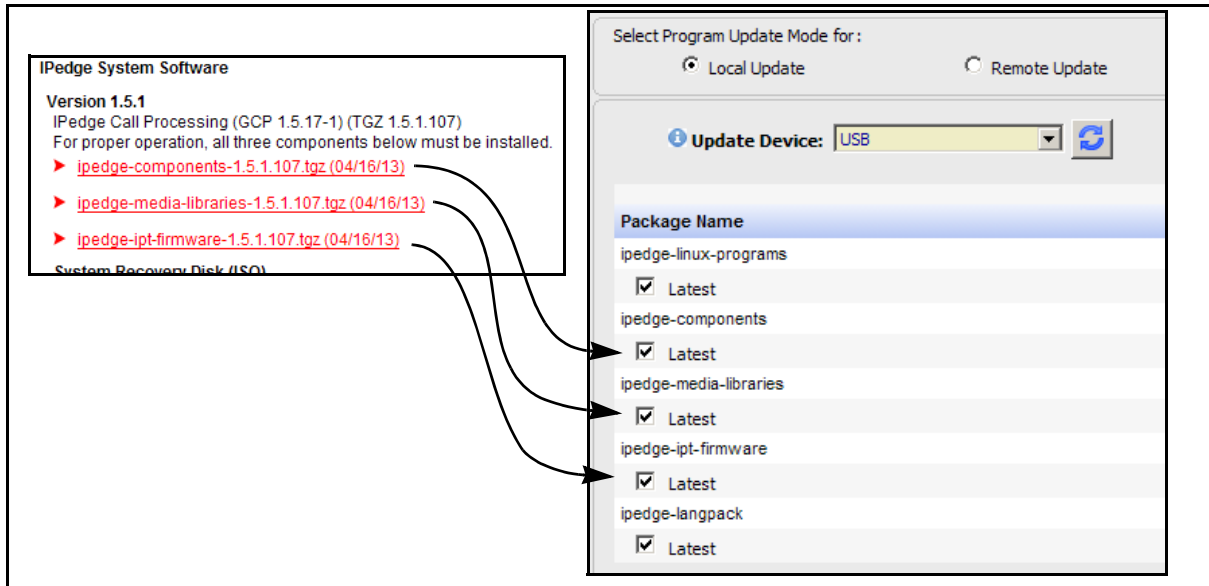 IPedge System Software
Version 1.5.1
IPedge Call Processing (GCP 1.5.17-1) (TGZ 1.5.1.107)
For proper operation, all three components below must be installed.
ipedge-components-1.5.1.107.tgz (04/16/13)
ipedge-media-libraries-1.5.1.107.tgz (04/16/13)
ipedge-ipt-firmware-1.5.1.107.tgz (04/16/13)
System Recovery Disk (ISO)
Select Program Update Mode for :
Local Update Remote Update
Update Device: USB
Package Name
ipedge-linux-programs
Latest
ipedge-components
Latest
ipedge-media-libraries
Latest
ipedge-ipt-firmware
Latest
ipedge-langpack
Latest